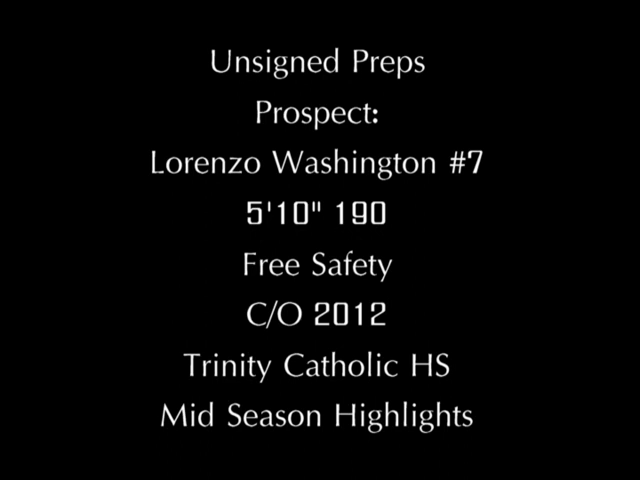 Unsigned Preps
Prospect:
Lorenzo Washington #7
5'10" 190
Free Safety
C/O 2012
Trinity Catholic HS
Mid Season Highlights